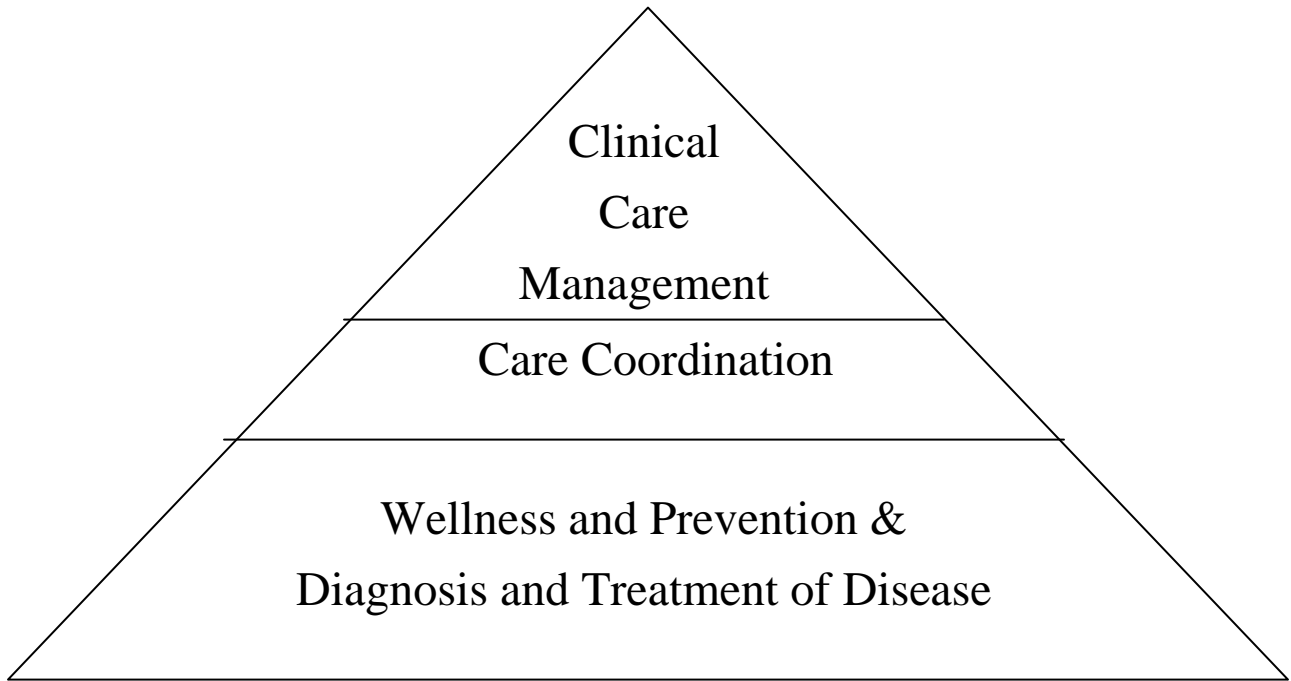 Clinical
Care
Management
Care Coordination
Wellness and Prevention &
Diagnosis and Treatment of Disease